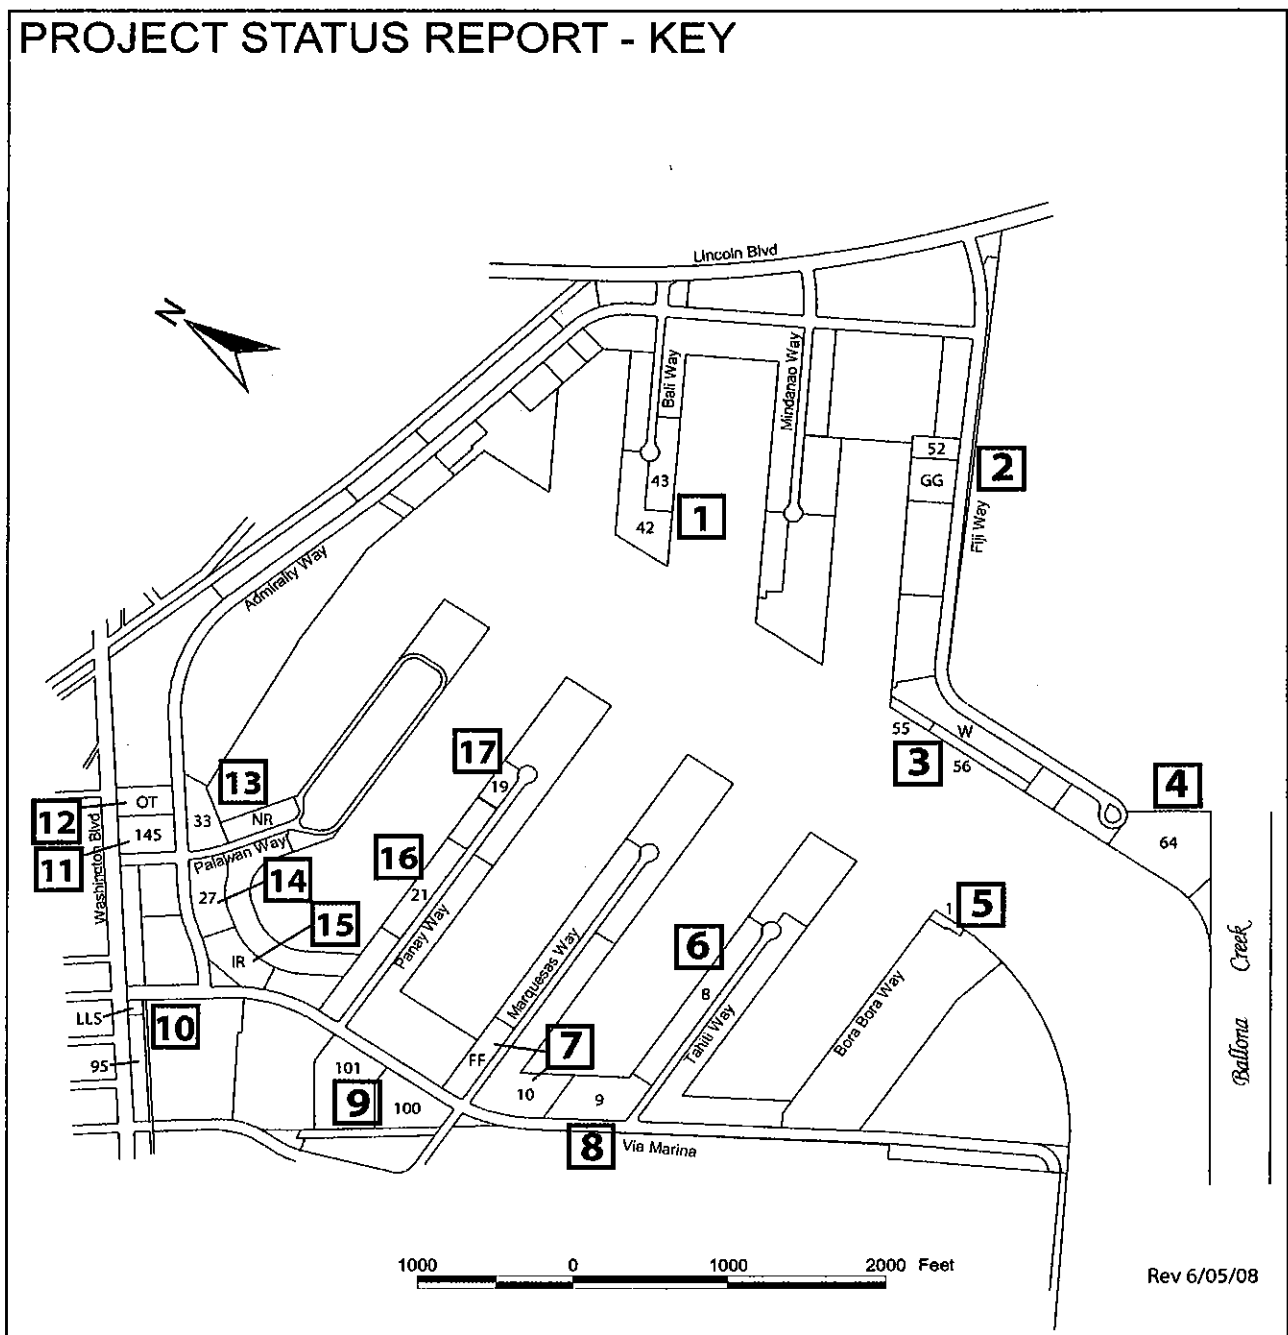 PROJECT STATUS REPORT - KEY
Lincoln Blvd
N
Bali Way
Mindanao Way
52
2
GG
43
1
42
Fiji Way
Admiralty Way
17
55
W
3
56
4
13
19
12
OT
33
NR
145
64
11
Washington Blvd
Palawan Way
16
14
27
21
15
1
5
Panay Way
6
IR
Marquesas Way
B
Ballona Creek
Bora Bora Way
LLS
10
Tahiti Way
7
95
FF
101
9
100
10
9
8
Via Marina
1000 0 1000 2000 Feet
Rev 6/05/08